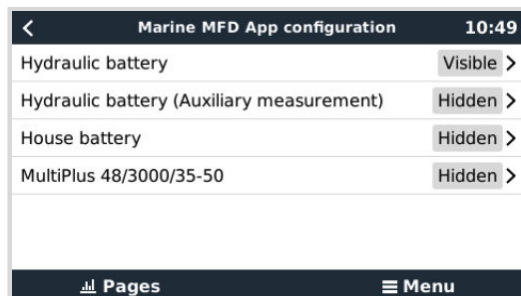 Marine MFD App configuration 10:49
Hydraulic battery Visible
Hydraulic battery (Auxiliary measurement) Hidden
House battery Hidden
MultiPlus 48/3000/35-50 Hidden
Pages Menu